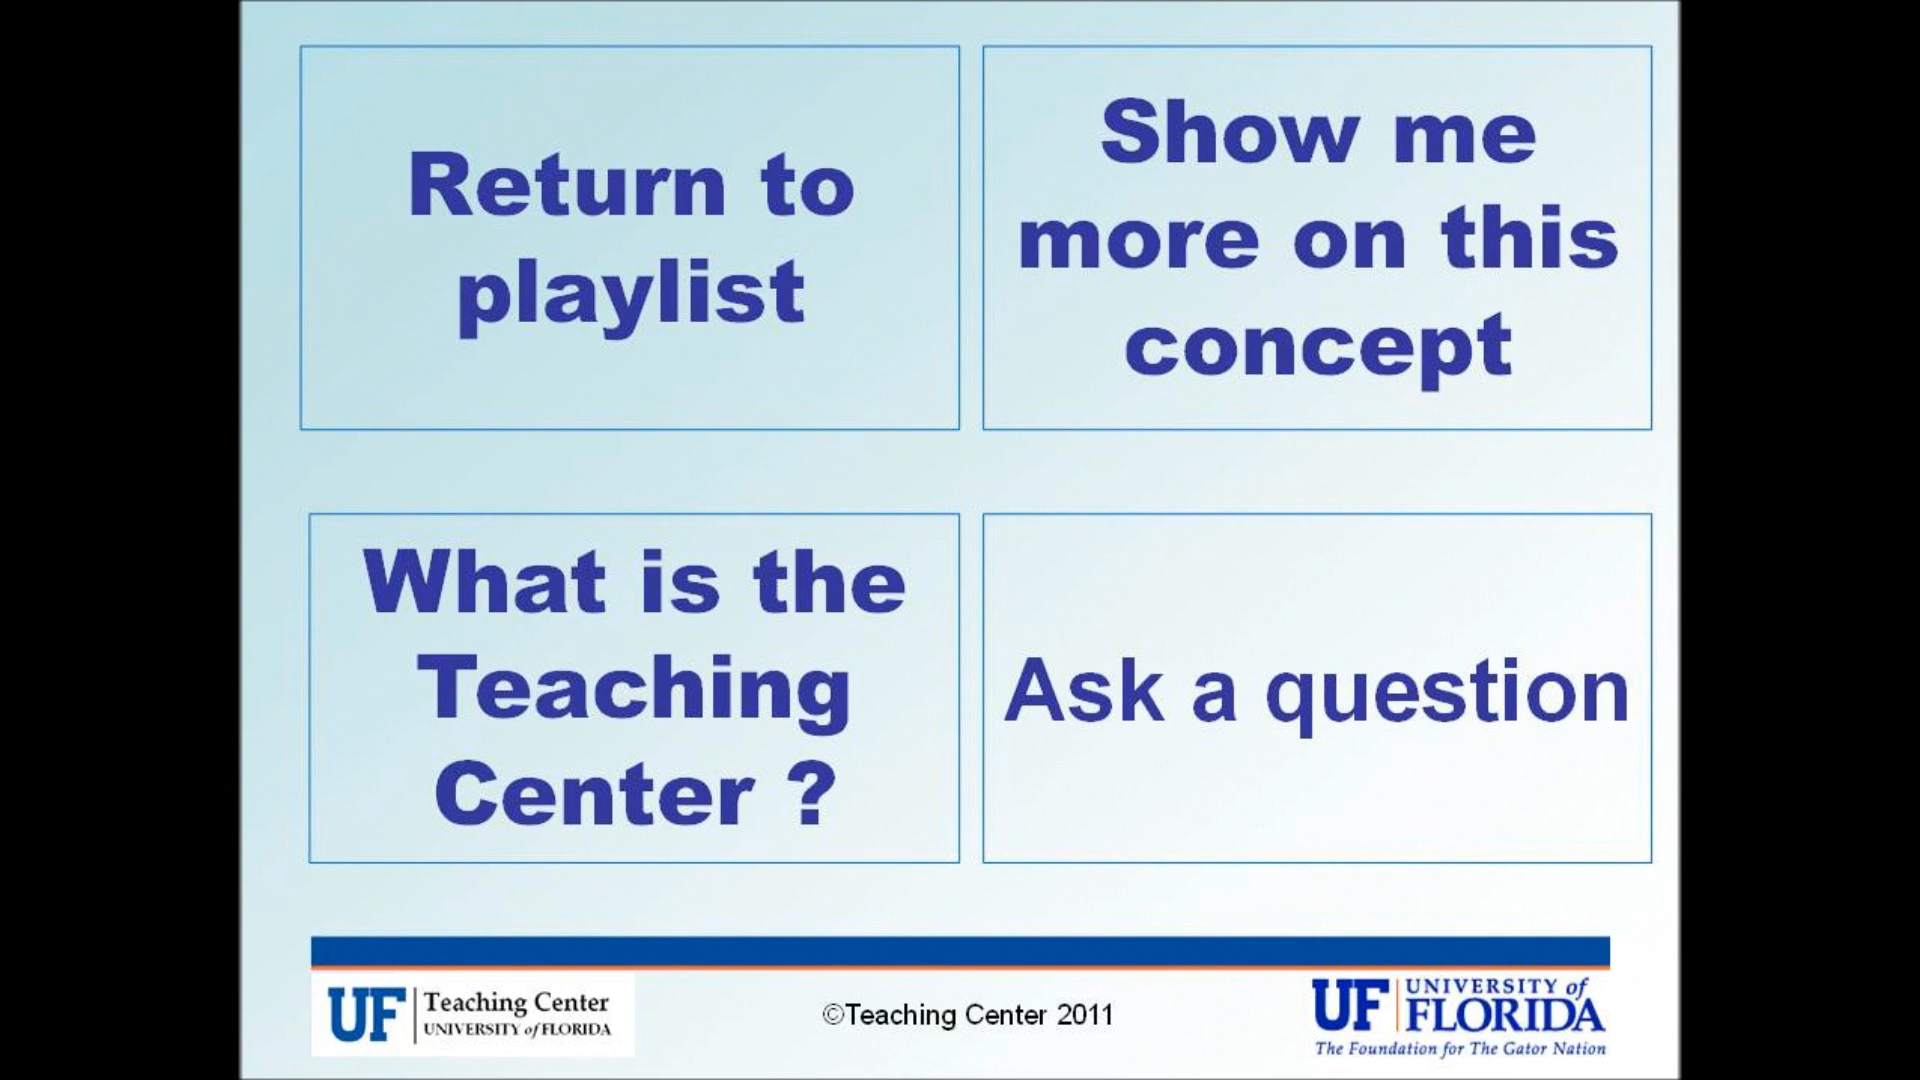 Return to
playlist
Show me
more on this
concept
What is the
Teaching
Center ?
Ask a question
UF Teaching Center
UNIVERSITY of FLORIDA
©Teaching Center 2011
UF UNIVERSITY of
FLORIDA
The Foundation for The Gator Nation